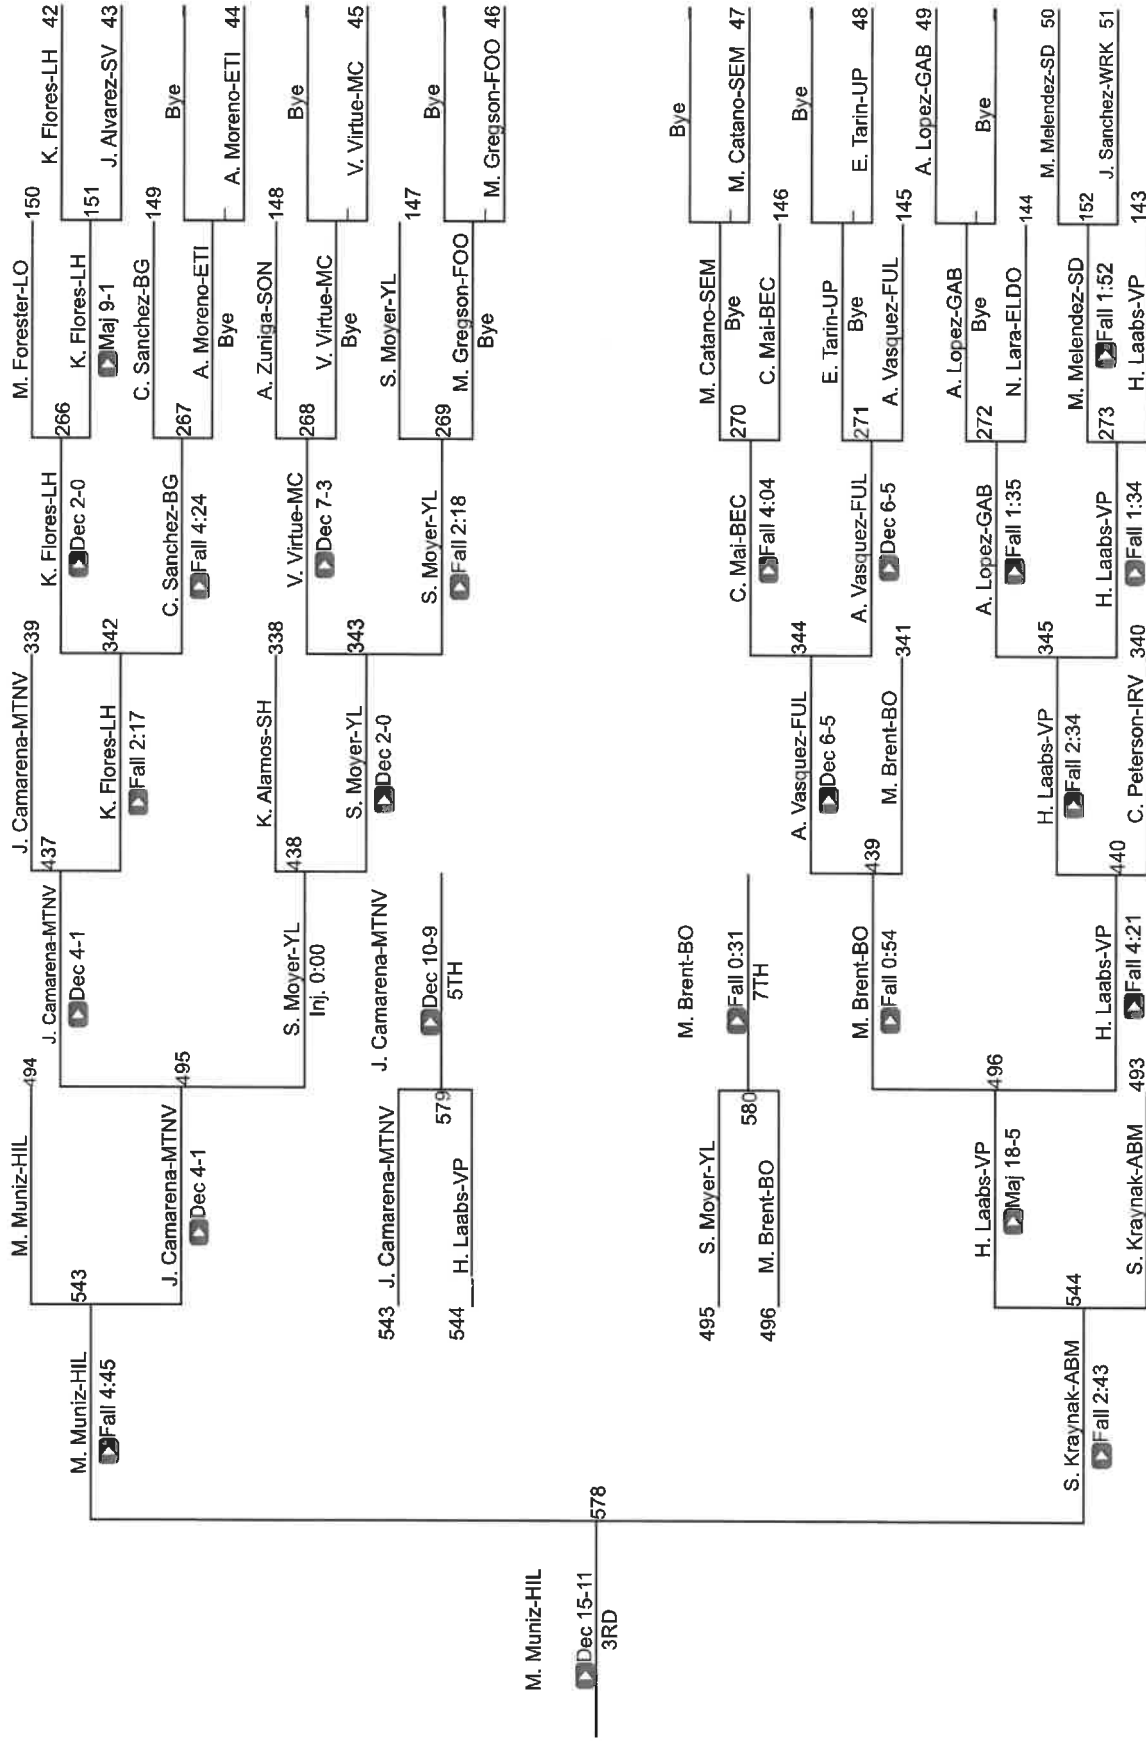 K. Flores-LH 42
J. Alvarez-SV 43
Bye
A. Moreno-ETI 44
Bye
V. Virtue-MC 45
Bye
M. Gregson-FOO 46
Bye
M. Catano-SEM 47
Bye
E. Tarin-UP 48
A. Lopez-GAB 49
Bye
M. Melendez-SD 50
J. Sanchez-WRK 51
M. Forester-LO 150
151
K. Flores-LH
Maj 9-1
C. Sanchez-BG 149
A. Moreno-ETI
Bye
A. Zuniga-SON 148
V. Virtue-MC
Bye
S. Moyer-YL 147
M. Gregson-FOO
Bye
M. Catano-SEM
Bye
C. Mai-BEC 146
E. Tarin-UP
Bye
A. Vasquez-FUL 145
A. Lopez-GAB
Bye
N. Lara-ELDO 144
152
M. Melendez-SD
Fall 1:52
H. Laabs-VP 143
266
K. Flores-LH
Dec 2-0
267
C. Sanchez-BG
Fall 4:24
268
V. Virtue-MC
Dec 7-3
269
S. Moyer-YL
Fall 2:18
270
C. Mai-BEC
Fall 4:04
271
A. Vasquez-FUL
Dec 6-5
272
A. Lopez-GAB
Fall 1:35
273
H. Laabs-VP
Fall 1:34
J. Camarena-MTNV 339
342
K. Flores-LH
Fall 2:17
K. Alamos-SH 338
343
S. Moyer-YL
Dec 2-0
344
A. Vasquez-FUL
Dec 6-5
M. Brent-BO 341
345
H. Laabs-VP
Fall 2:34
C. Peterson-IRV 340
437
J. Camarena-MTNV
Dec 4-1
438
S. Moyer-YL
Inj. 0:00
439
M. Brent-BO
Fall 0:54
440
H. Laabs-VP
Fall 4:21
M. Muniz-HIL 494
495
J. Camarena-MTNV
Dec 4-1
496
H. Laabs-VP
Maj 18-5
S. Kraynak-ABM 493
543
M. Muniz-HIL
Fall 4:45
544
S. Kraynak-ABM
Fall 2:43
578
M. Muniz-HIL
Dec 15-11
3RD
543 J. Camarena-MTNV
579
544 H. Laabs-VP
J. Camarena-MTNV
Dec 10-9
5TH
495 S. Moyer-YL
580
496 M. Brent-BO
M. Brent-BO
Fall 0:31
7TH